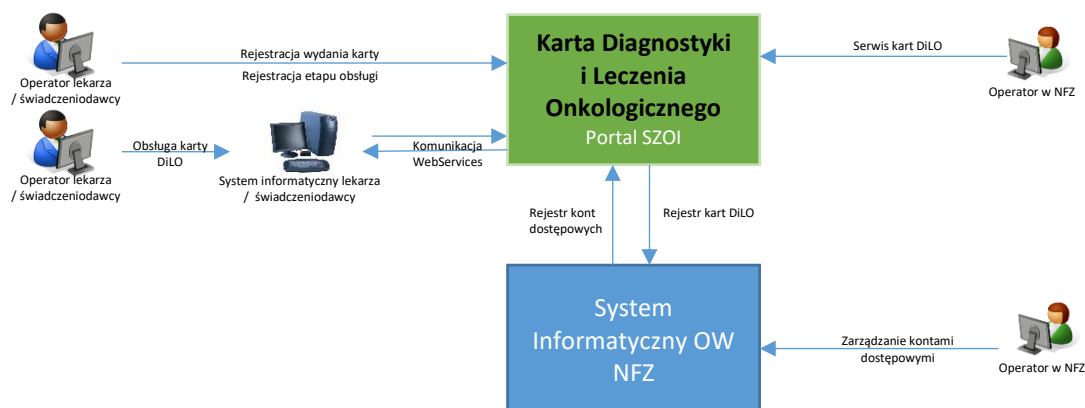 Karta Diagnostyki
i Leczenia
Onkologicznego
Portal SZOI
Rejestracja wydania karty
Rejestracja etapu obsługi
Operator lekarza
/ świadczeniodawcy
Serwis kart DiLO
Operator w NFZ
Obsługa karty
DiLO
Operator lekarza
/ świadczeniodawcy
System informatyczny lekarza
/ świadczeniodawcy
Komunikacja
WebServices
Rejestr kont
dostępowych
Rejestr kart DiLO
System
Informatyczny OW
NFZ
Zarządzanie kontami
dostępowymi
Operator w NFZ